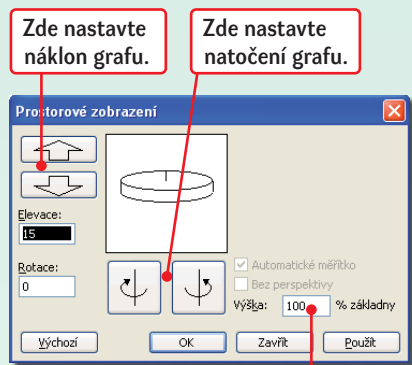 Zde nastavte
náklon grafu.
Zde nastavte
natočení grafu.
Prostorové zobrazení
Elevace:
15
Rotace:
0
Automatické měřítko
Bez perspektivy
Výška: 100 % základny
Výchozí
OK
Zavřít
Použít